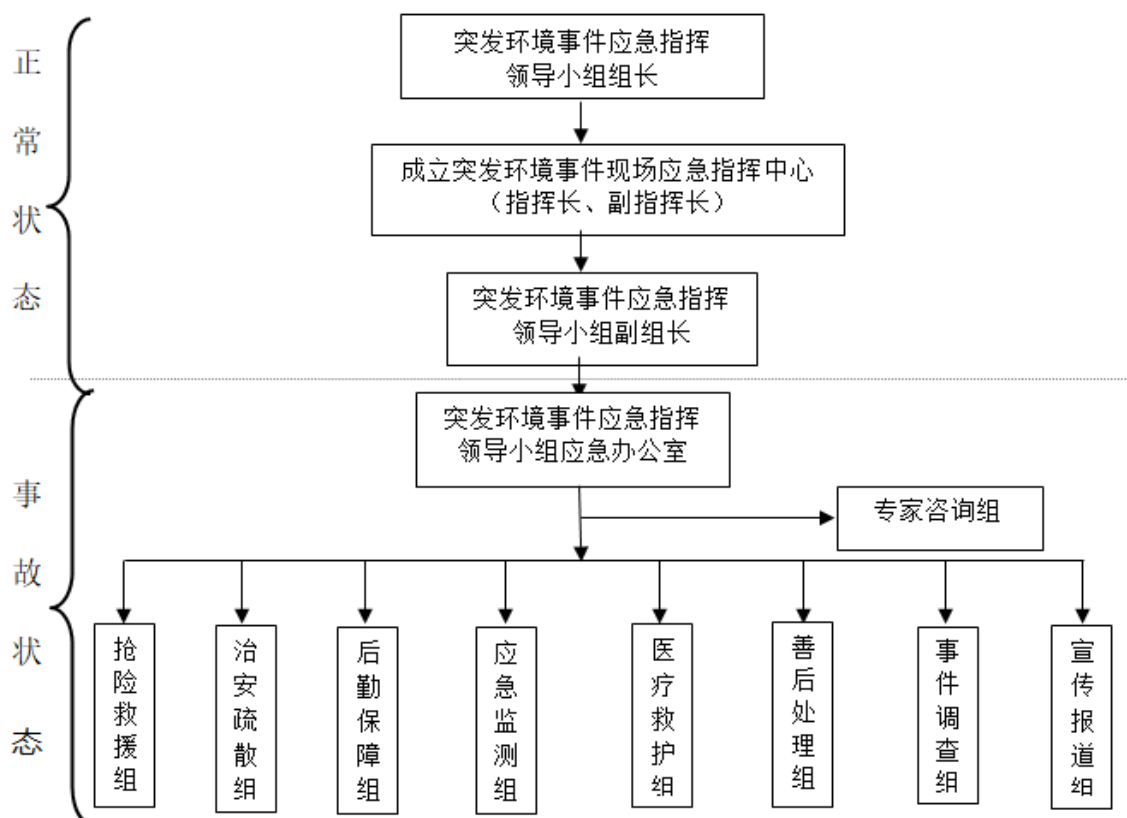 正常状态
突发环境事件应急指挥
领导小组组长
成立突发环境事件现场应急指挥中心
（指挥长、副指挥长）
突发环境事件应急指挥
领导小组副组长
事故状态
突发环境事件应急指挥
领导小组应急办公室
专家咨询组
抢险救援组
治安疏散组
后勤保障组
应急监测组
医疗救护组
善后处理组
事件调查组
宣传报道组